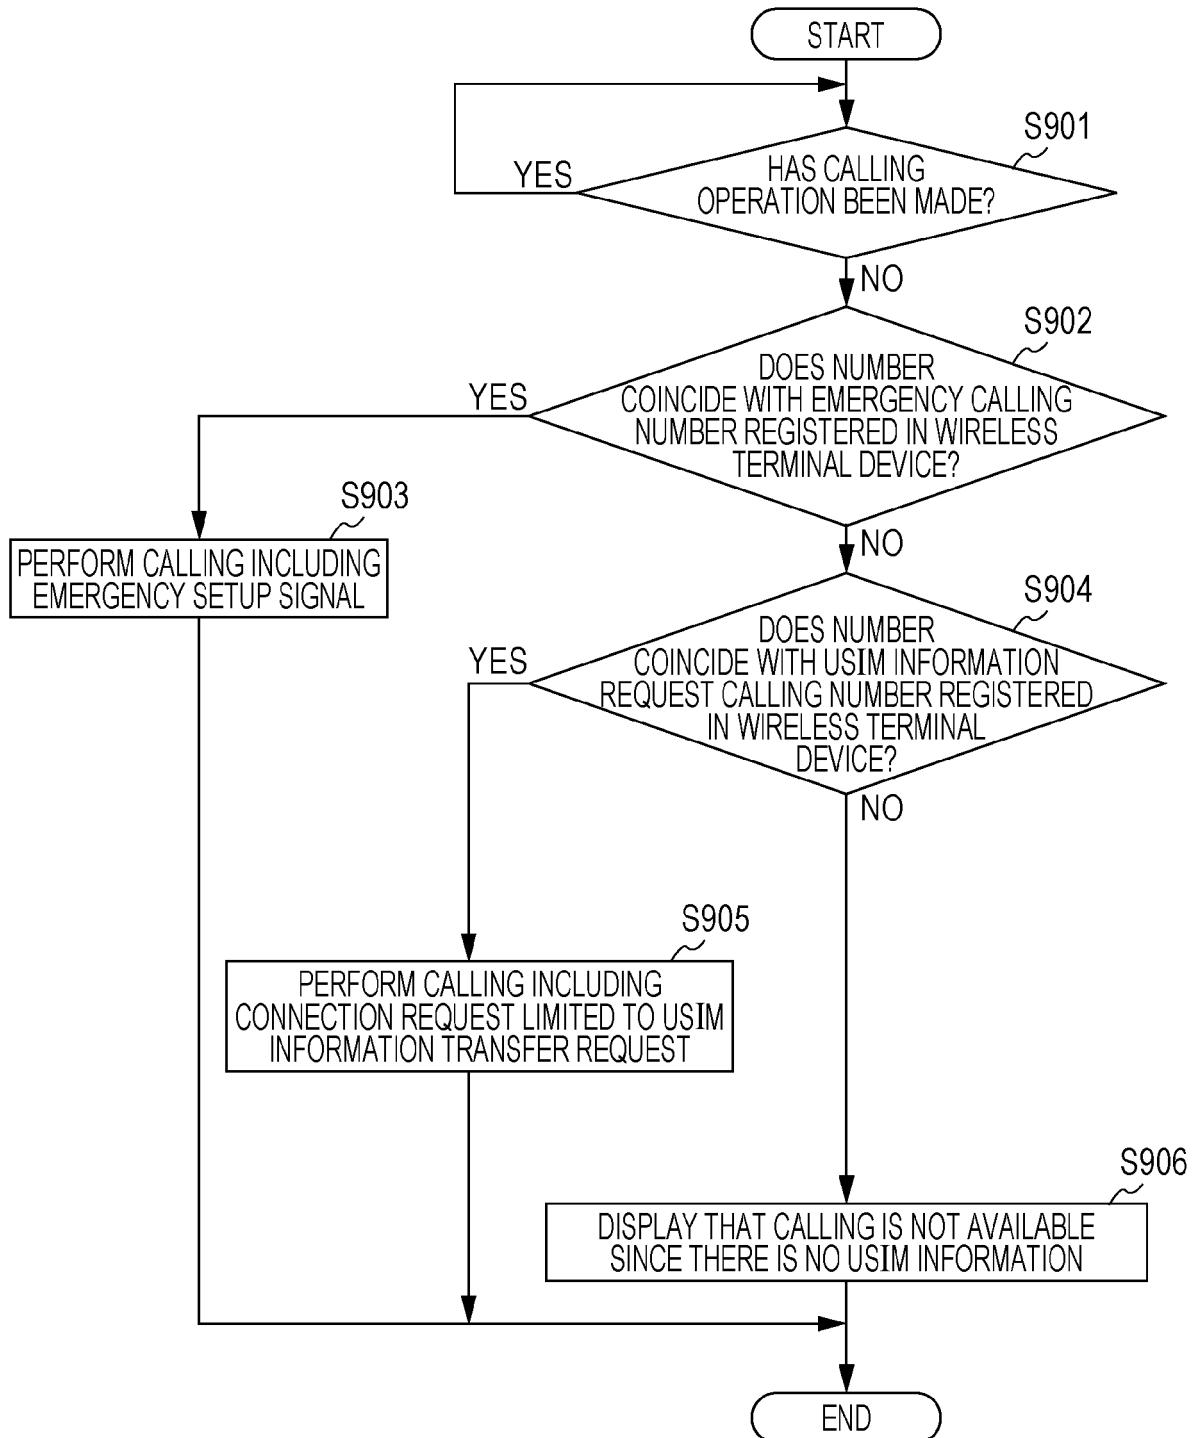 START
S901
HAS CALLING
OPERATION BEEN MADE?
YES
NO
S902
DOES NUMBER
COINCIDE WITH EMERGENCY CALLING
NUMBER REGISTERED IN WIRELESS
TERMINAL DEVICE?
YES
NO
S903
PERFORM CALLING INCLUDING
EMERGENCY SETUP SIGNAL
S904
DOES NUMBER
COINCIDE WITH USIM INFORMATION
REQUEST CALLING NUMBER REGISTERED
IN WIRELESS TERMINAL
DEVICE?
YES
NO
S905
PERFORM CALLING INCLUDING
CONNECTION REQUEST LIMITED TO USIM
INFORMATION TRANSFER REQUEST
S906
DISPLAY THAT CALLING IS NOT AVAILABLE
SINCE THERE IS NO USIM INFORMATION
END